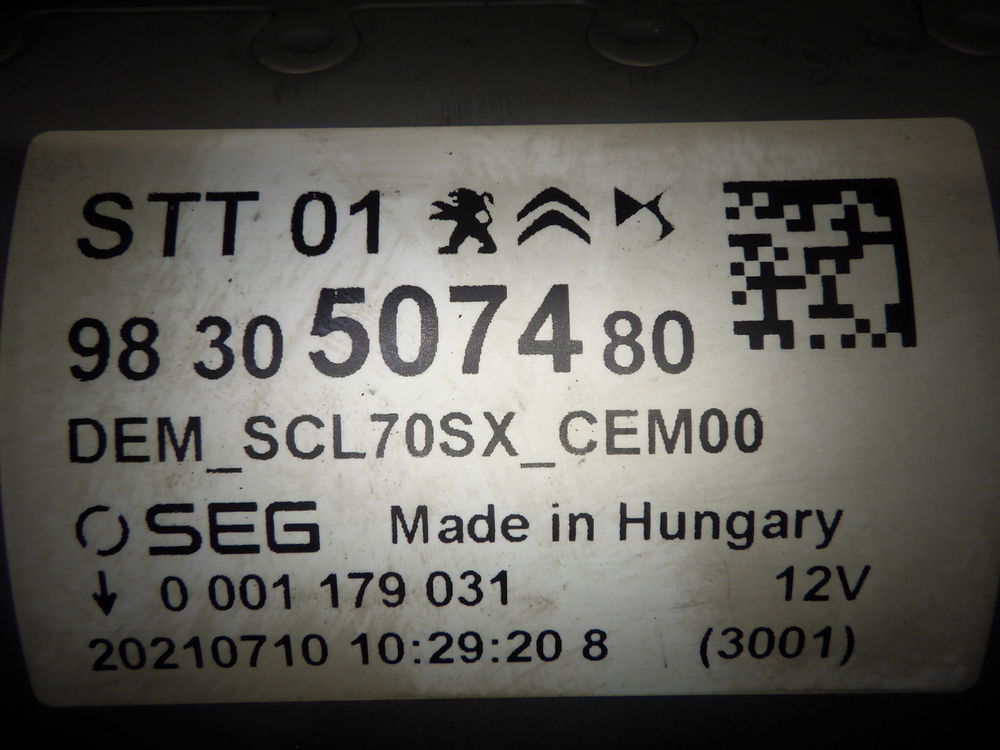 STT 01
98 30 5074 80
DEM_SCL70SX_CEM00
SEG Made in Hungary
↓ 0 001 179 031 12V
20210710 10:29:20 8 (3001)